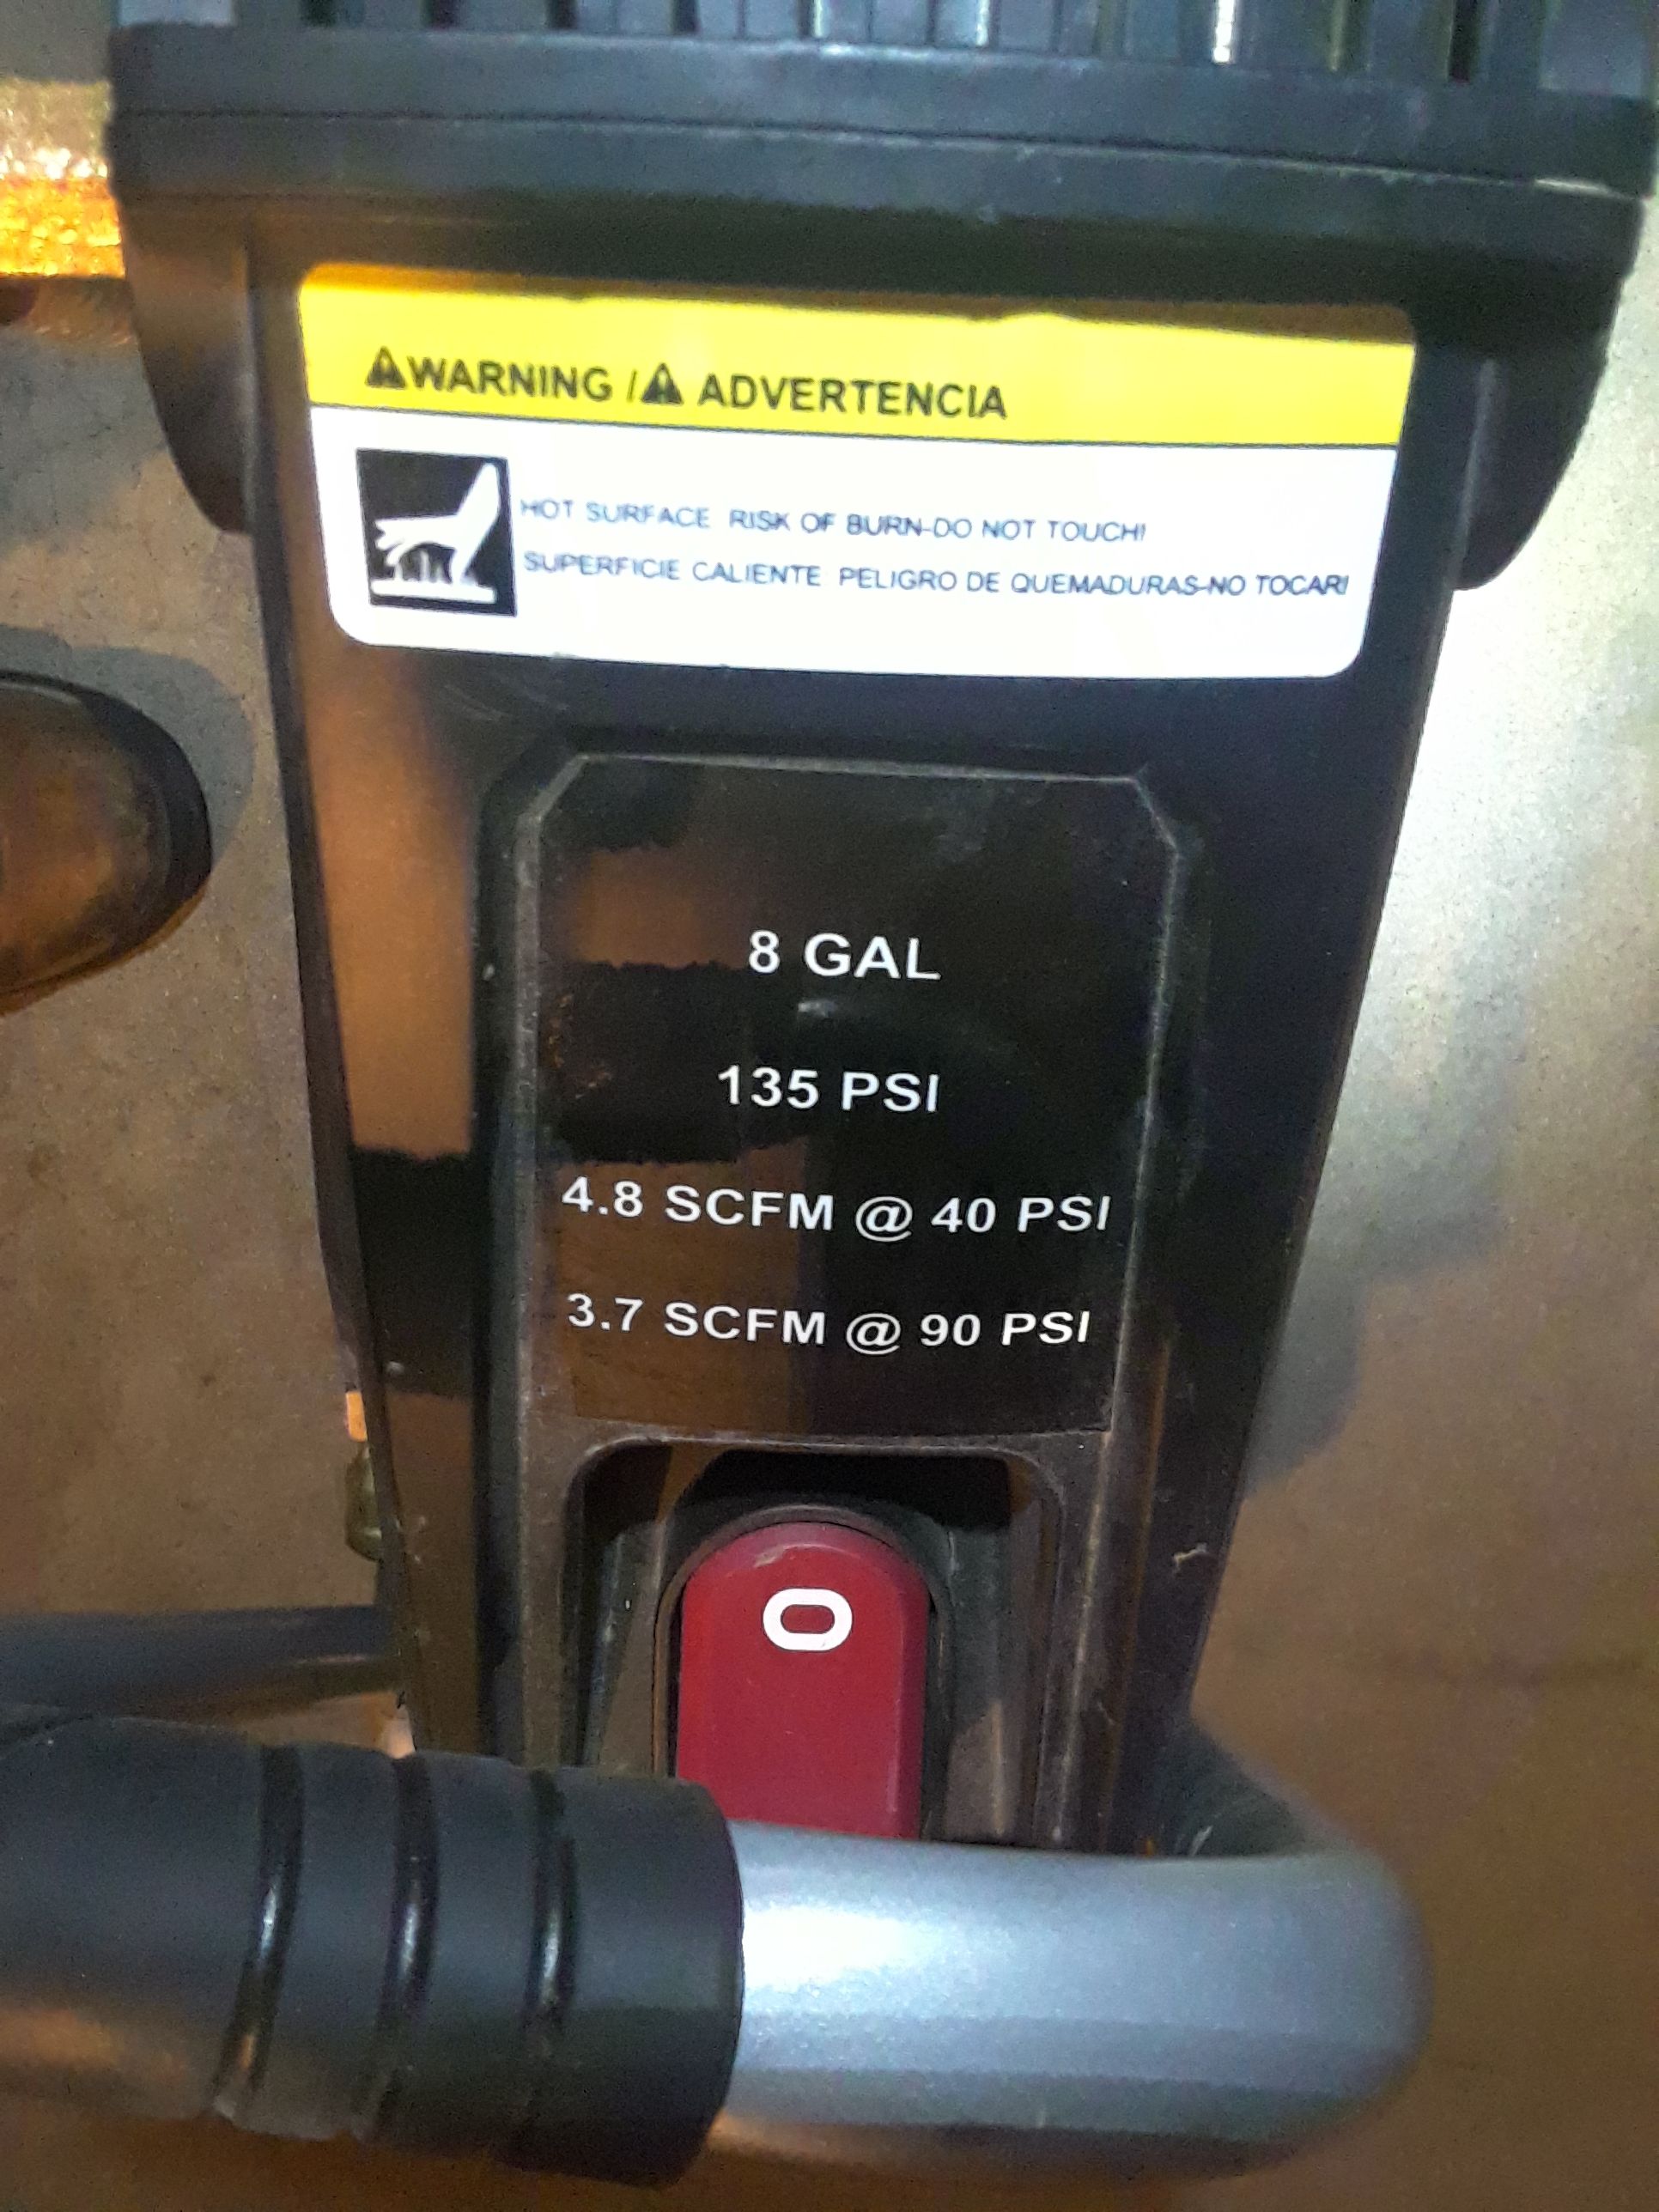 WARNING / ADVERTENCIA
HOT SURFACE RISK OF BURN-DO NOT TOUCH!
SUPERFICIE CALIENTE PELIGRO DE QUEMADURAS-NO TOCAR!
8 GAL
135 PSI
4.8 SCFM @ 40 PSI
3.7 SCFM @ 90 PSI
O